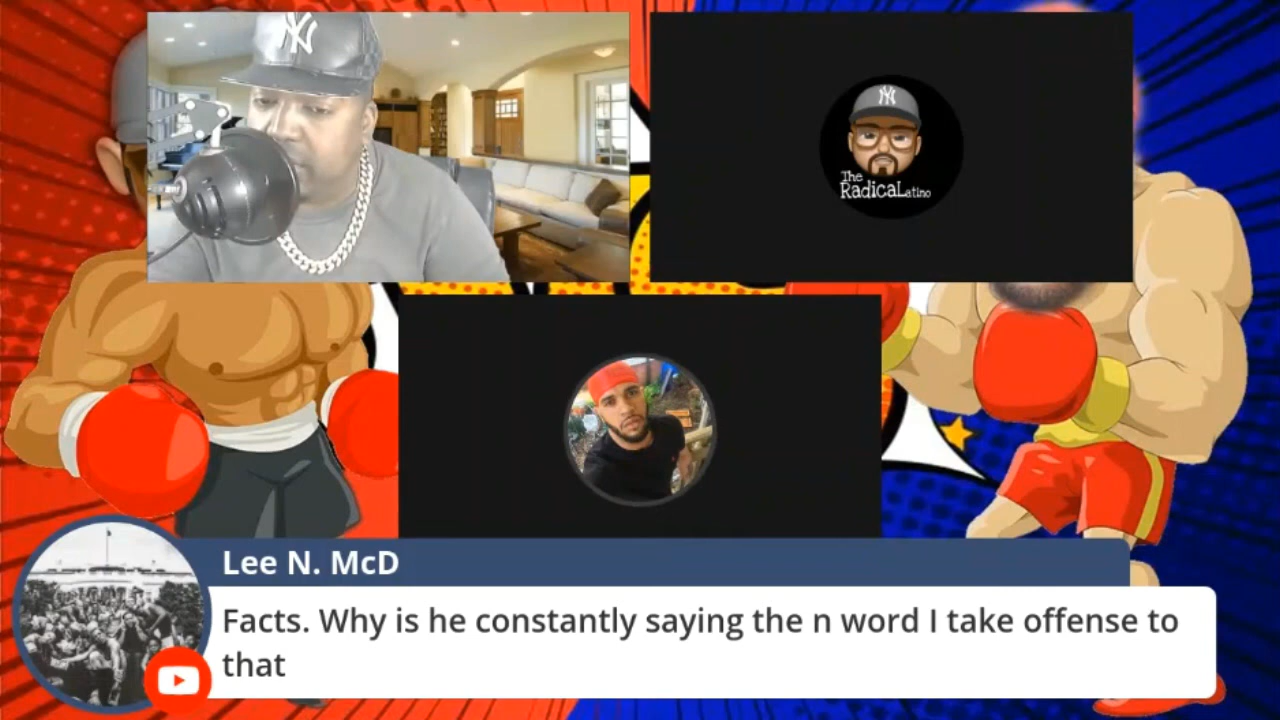 NY
NY
The
RadicaLatino
Lee N. McD
Facts. Why is he constantly saying the n word I take offense to
that